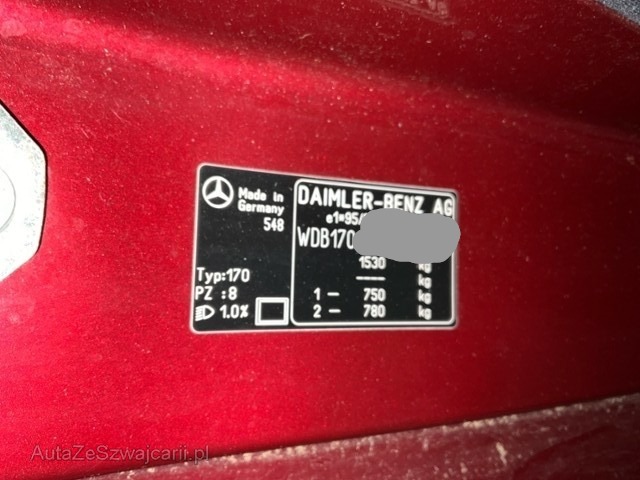 Made in
Germany
548
Typ:170
PZ :8
1.0%
DAIMLER-BENZ AG
e1*95/
WDB170
1530 kg
---- kg
1 — 750 kg
2 — 780 kg
AutaZeSzwajcarii.pl